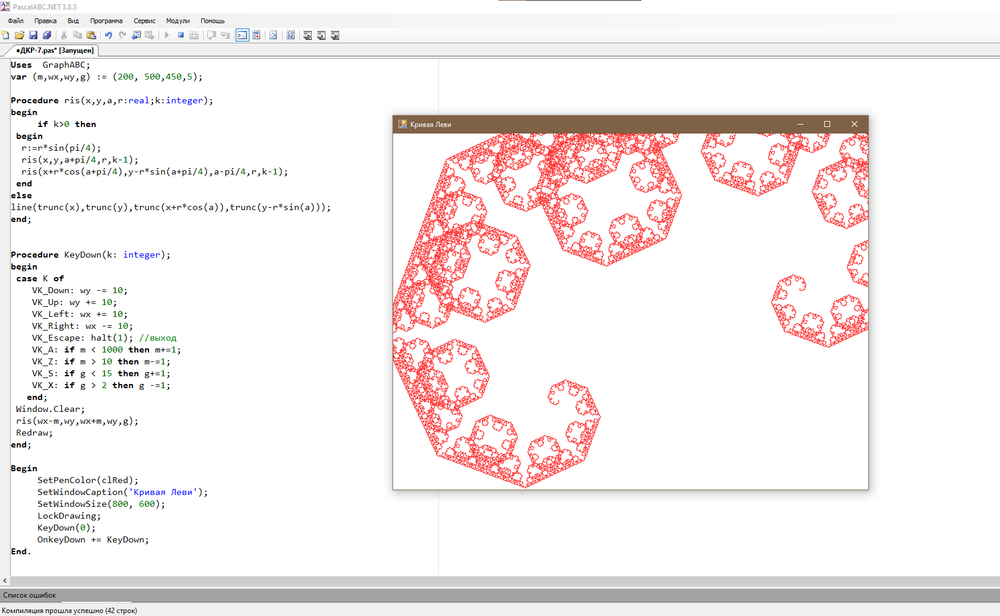 PascalABC.NET 3.8.3
Файл Правка Вид Программа Сервис Модули Помощь
•ДКР-7.pas* [Запущен]
Uses  GraphABC;
var (m,wx,wy,g) := (200, 500,450,5);
Procedure ris(x,y,a,r:real;k:integer);
begin
     if k>0 then
 begin
  r:=r*sin(pi/4);
  ris(x,y,a+pi/4,r,k-1);
  ris(x+r*cos(a+pi/4),y-r*sin(a+pi/4),a-pi/4,r,k-1);
 end
else
line(trunc(x),trunc(y),trunc(x+r*cos(a)),trunc(y-r*sin(a)));
end;
Procedure KeyDown(k: integer);
begin
 case K of
    VK_Down: wy -= 10;
    VK_Up: wy += 10;
    VK_Left: wx += 10;
    VK_Right: wx -= 10;
    VK_Escape: halt(1); //выход
    VK_A: if m < 1000 then m+=1;
    VK_Z: if m > 10 then m-=1;
    VK_S: if g < 15 then g+=1;
    VK_X: if g > 2 then g -=1;
   end;
 Window.Clear;
 ris(wx-m,wy,wx+m,wy,g);
 Redraw;
end;
Begin
     SetPenColor(clRed);
     SetWindowCaption('Кривая Леви');
     SetWindowSize(800, 600);
     LockDrawing;
     KeyDown(0);
     OnkeyDown += KeyDown;
End.
Кривая Леви
Список ошибок
Компиляция прошла успешно (42 строк)